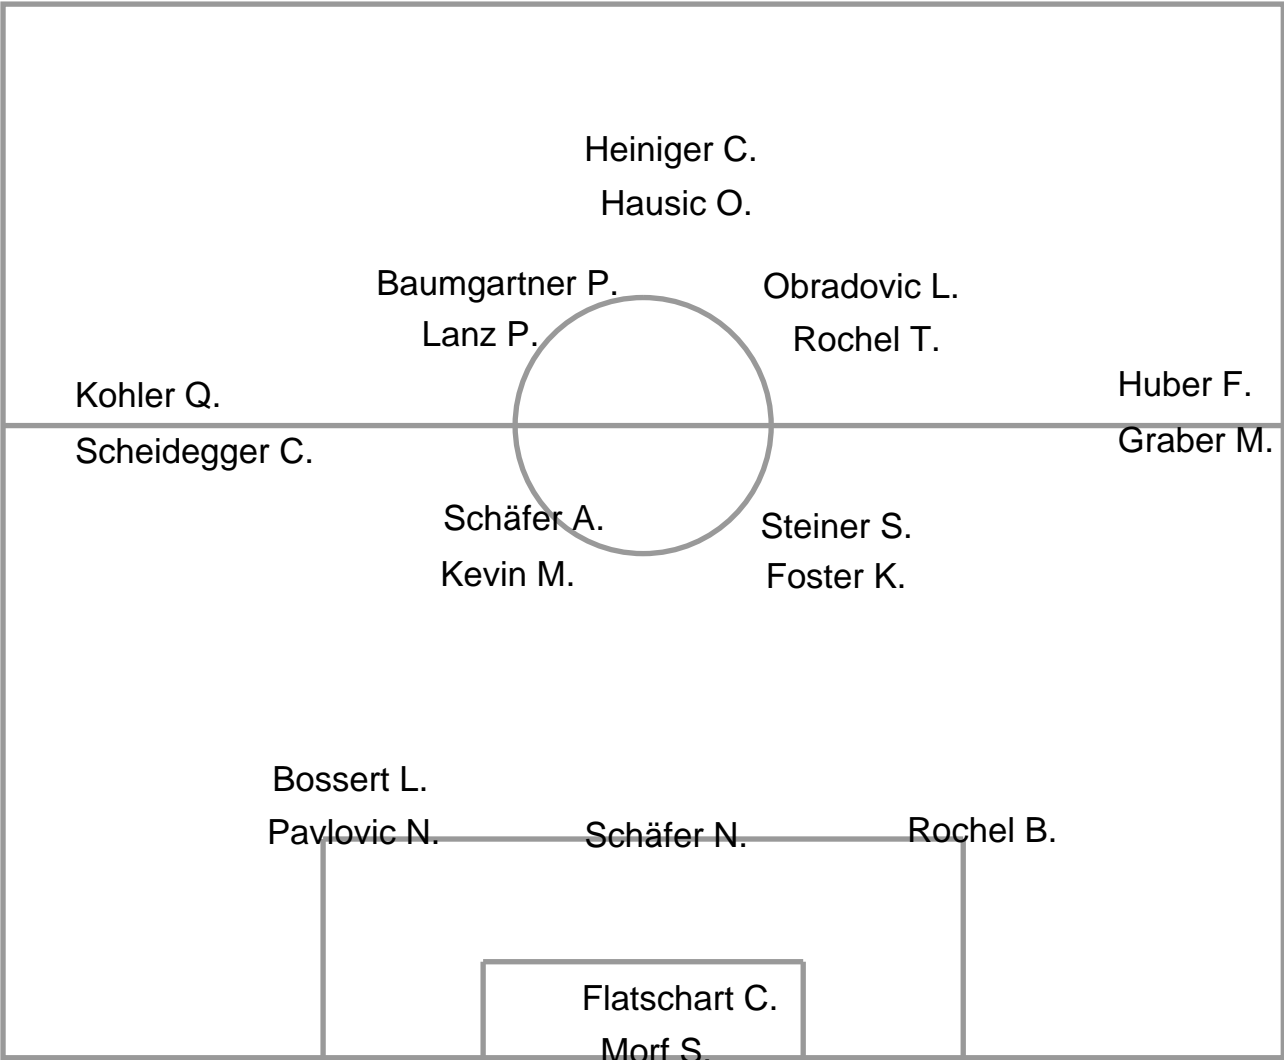 Heiniger C.
Hausic O.
Baumgartner P.
Obradovic L.
Lanz P.
Rochel T.
Kohler Q.
Huber F.
Scheidegger C.
Graber M.
Schäfer A.
Steiner S.
Kevin M.
Foster K.
Bossert L.
Pavlovic N.
Schäfer N.
Rochel B.
Flatschart C.
Morf S.